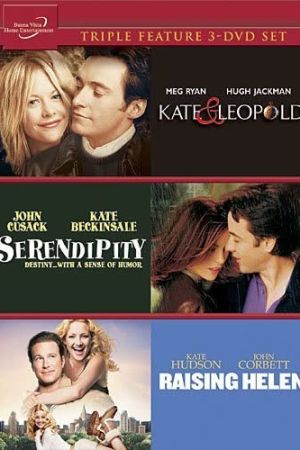 Buena Vista
Home Entertainment
TRIPLE FEATURE 3-DVD SET
MEG RYAN HUGH JACKMAN
KATE & LEOPOLD
JOHN CUSACK
KATE BECKINSALE
SERENDIPITY
DESTINY...WITH A SENSE OF HUMOR.
KATE HUDSON
JOHN CORBETT
RAISING HELEN